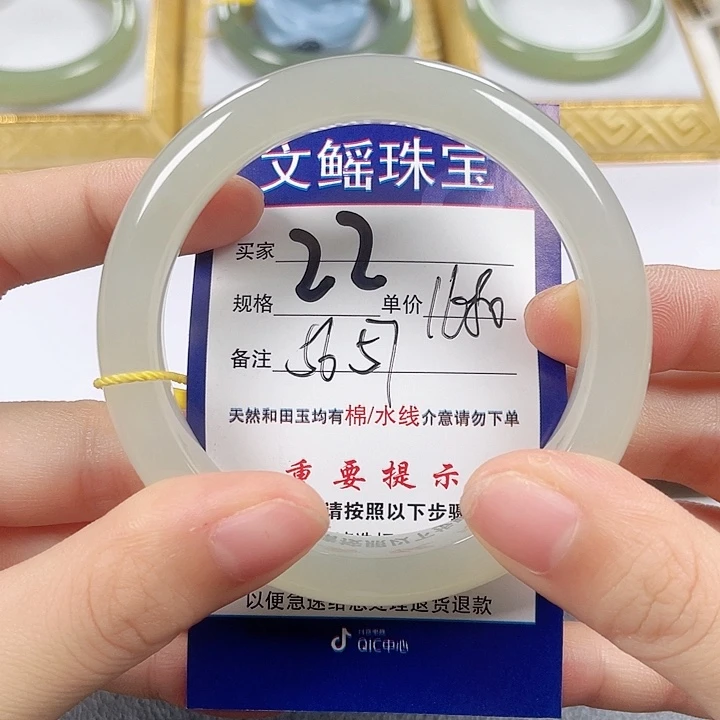 文鳐珠宝
买家 22
规格 单价
备注
天然和田玉均有棉/水线介意请勿下单
重要提示
请按照以下步骤
以便急速给您处理退货退款
QIC中心